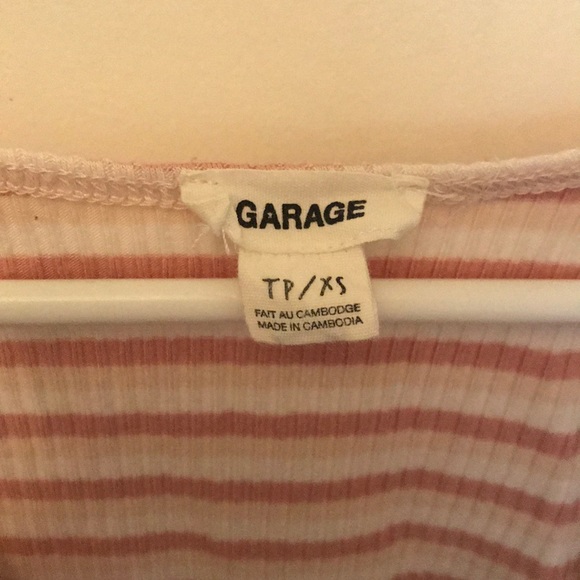 GARAGE
TP/XS
FAIT AU CAMBODGE
MADE IN CAMBODIA